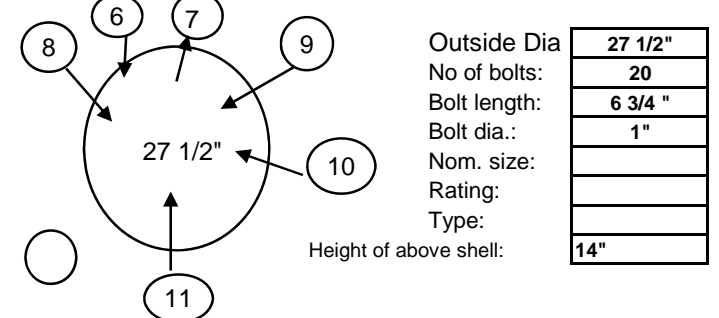 6
7
8
9
27 1/2"
10
11
Outside Dia 27 1/2"
No of bolts: 20
Bolt length: 6 3/4 "
Bolt dia.: 1"
Nom. size:
Rating:
Type:
Height of above shell: 14"